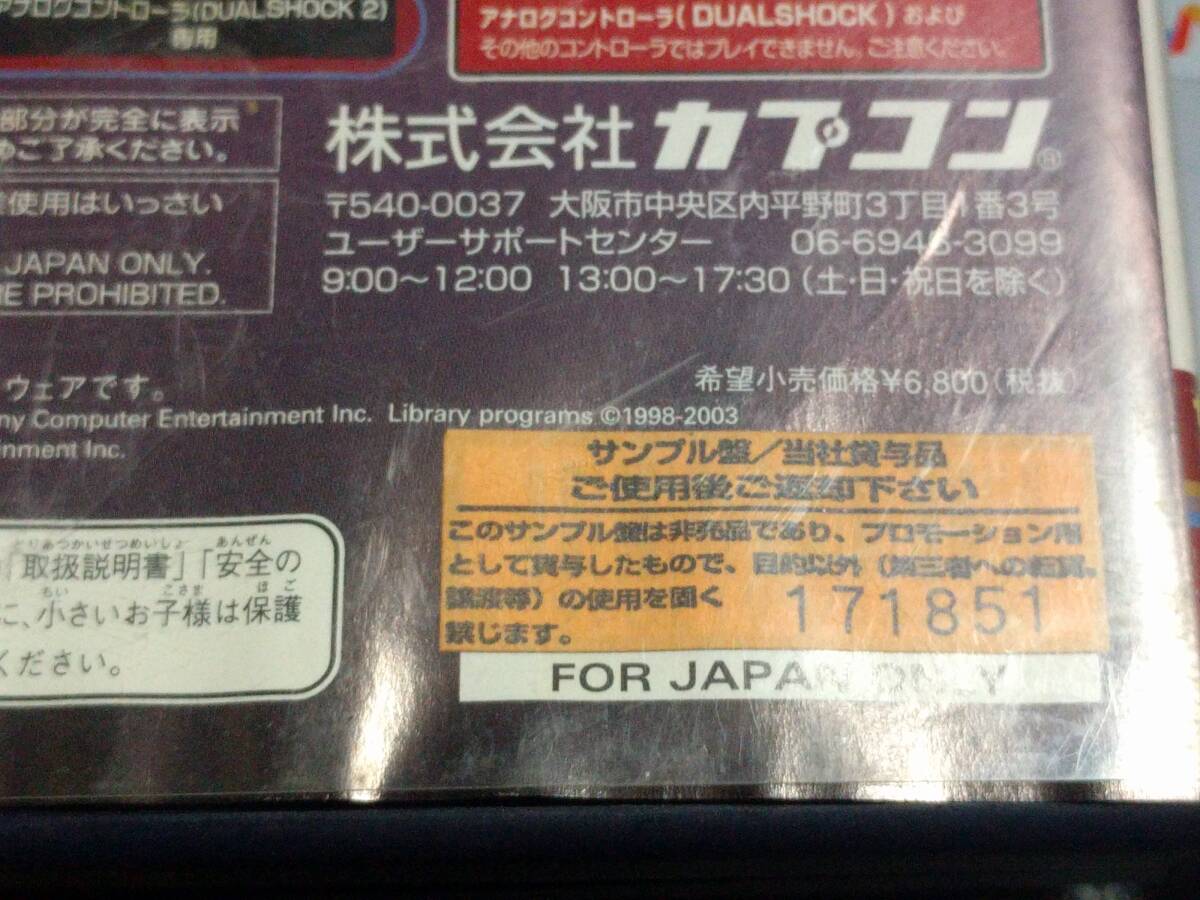 アナログコントローラ(DUALSHOCK 2)
専用
アナログコントローラ(DUALSHOCK)および
その他のコントローラではプレイできません。ご注意ください。
部分が完全に表示
めご了承ください。
使用はいっさい
JAPAN ONLY.
PROHIBITED.
株式会社カプコン®
〒540-0037 大阪市中央区内平野町3丁目1番3号
ユーザーサポートセンター 06-6946-3099
9:00～12:00 13:00～17:30(土・日・祝日を除く)
希望小売価格¥6,800(税抜)
ウェアです。
ny Computer Entertainment Inc. Library programs ©1998-2003
inment Inc.
サンプル盤/当社貸与品
ご使用後ご返却下さい
このサンプル盤は非売品であり、プロモーション用
として貸与したもので、目的以外(第三者への転買、
譲渡等)の使用を固く
禁じます。
171851
FOR JAPAN ONLY
「取扱説明書」「安全の
に、小さいお子様は保護
ください。